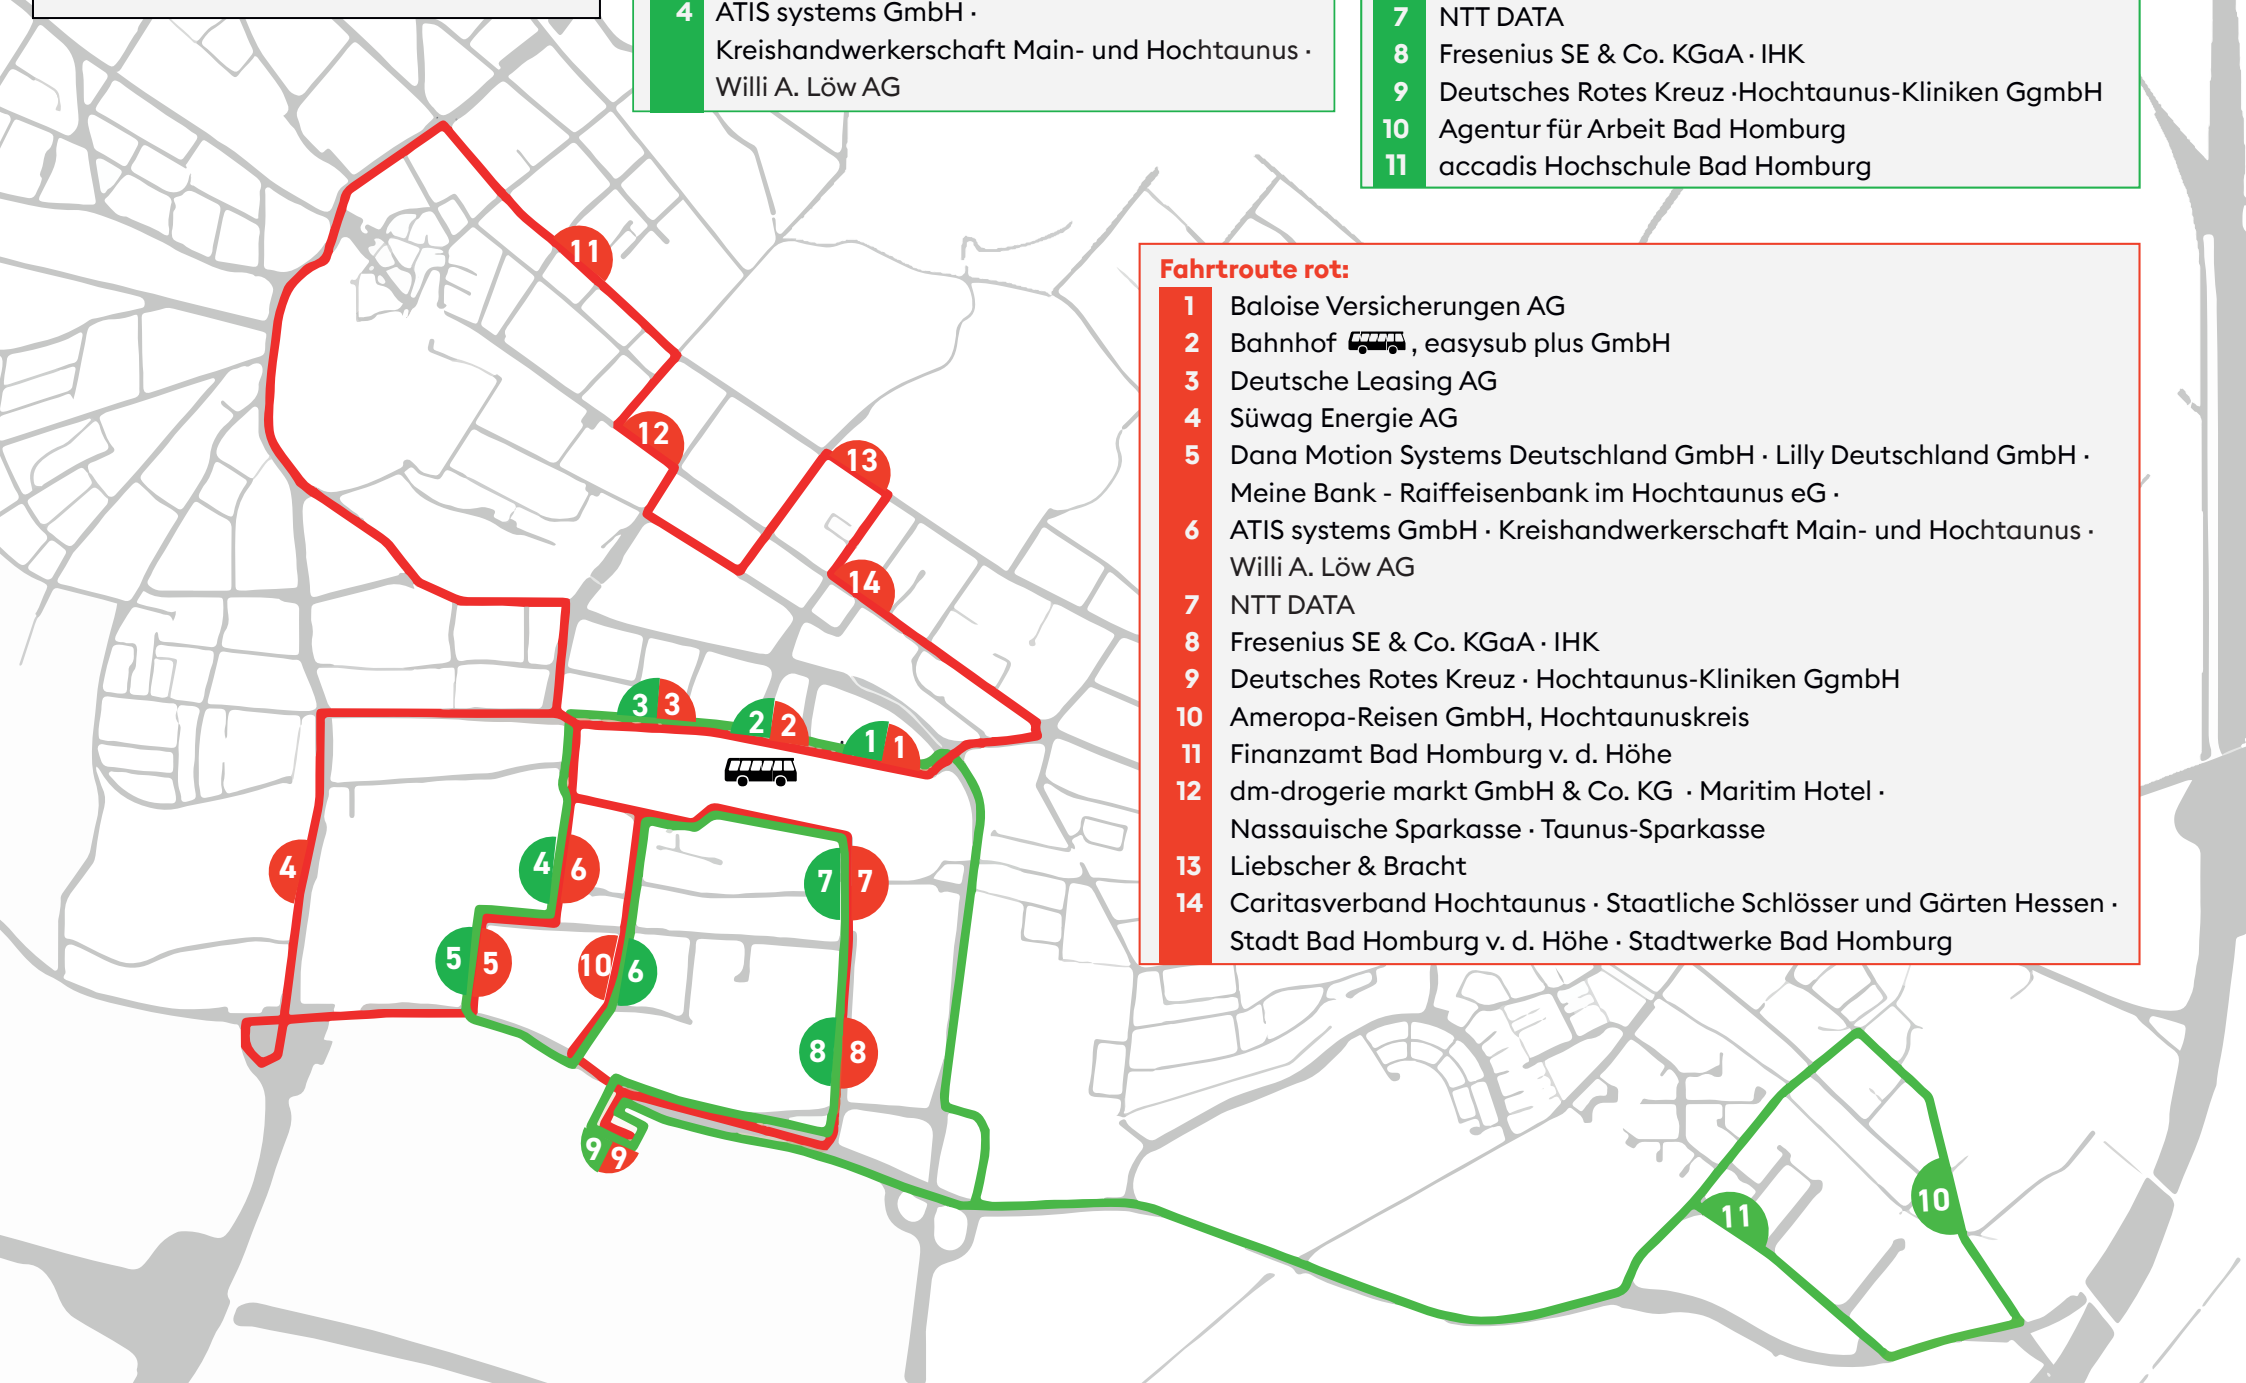 4 ATIS systems GmbH ·
Kreishandwerkerschaft Main- und Hochtaunus ·
Willi A. Löw AG
7 NTT DATA
8 Fresenius SE & Co. KGaA · IHK
9 Deutsches Rotes Kreuz ·Hochtaunus-Kliniken GgmbH
10 Agentur für Arbeit Bad Homburg
11 accadis Hochschule Bad Homburg
Fahrtroute rot:
1 Baloise Versicherungen AG
2 Bahnhof , easysub plus GmbH
3 Deutsche Leasing AG
4 Süwag Energie AG
5 Dana Motion Systems Deutschland GmbH · Lilly Deutschland GmbH ·
Meine Bank - Raiffeisenbank im Hochtaunus eG ·
6 ATIS systems GmbH · Kreishandwerkerschaft Main- und Hochtaunus ·
Willi A. Löw AG
7 NTT DATA
8 Fresenius SE & Co. KGaA · IHK
9 Deutsches Rotes Kreuz · Hochtaunus-Kliniken GgmbH
10 Ameropa-Reisen GmbH, Hochtaunuskreis
11 Finanzamt Bad Homburg v. d. Höhe
12 dm-drogerie markt GmbH & Co. KG · Maritim Hotel ·
Nassauische Sparkasse · Taunus-Sparkasse
13 Liebscher & Bracht
14 Caritasverband Hochtaunus · Staatliche Schlösser und Gärten Hessen ·
Stadt Bad Homburg v. d. Höhe · Stadtwerke Bad Homburg
11
12
13
14
3 3
2 2
1 1
4
4 6
7 7
5 5
10 6
8 8
9 9
10
11